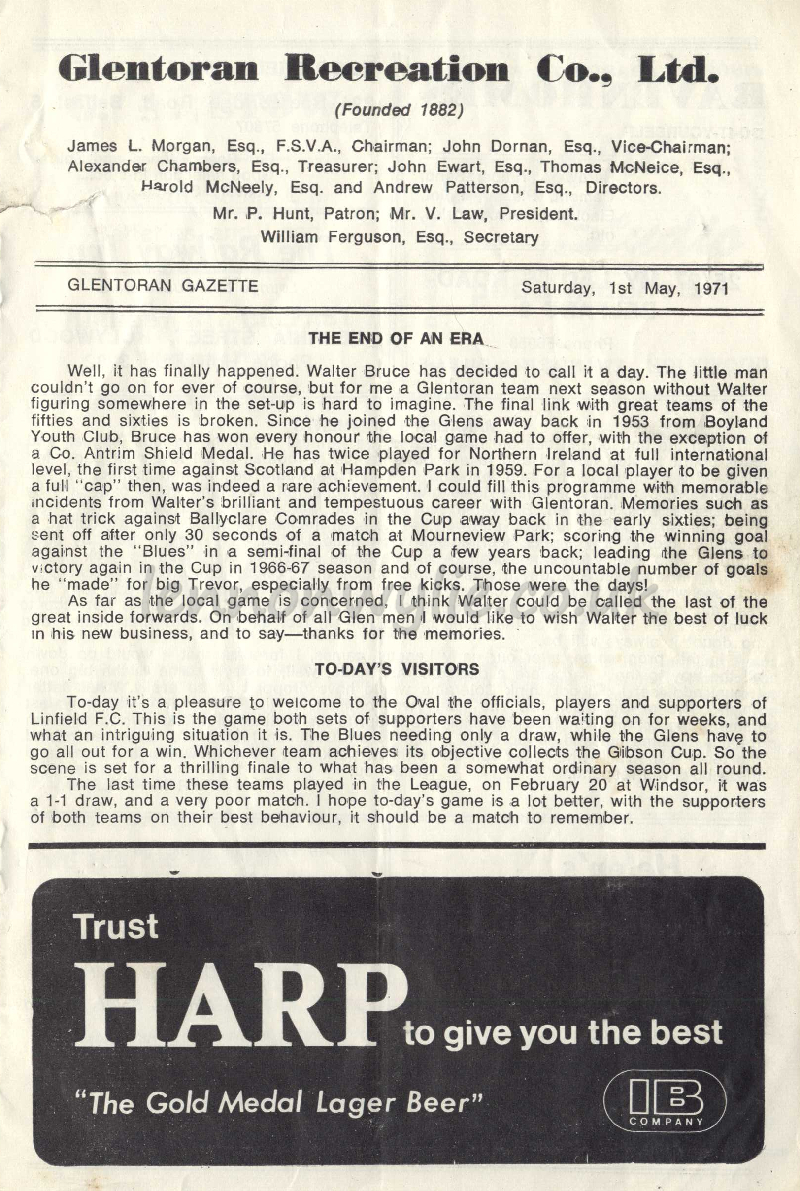 Glentoran Recreation Co., Ltd.
(Founded 1882)
James L. Morgan, Esq., F.S.V.A., Chairman; John Dornan, Esq., Vice-Chairman;
Alexander Chambers, Esq., Treasurer; John Ewart, Esq., Thomas McNeice, Esq.,
Harold McNeely, Esq. and Andrew Patterson, Esq., Directors.
Mr. P. Hunt, Patron; Mr. V. Law, President.
William Ferguson, Esq., Secretary
GLENTORAN GAZETTE Saturday, 1st May, 1971
THE END OF AN ERA
Well, it has finally happened. Walter Bruce has decided to call it a day. The little man
couldn't go on for ever of course, but for me a Glentoran team next season without Walter
figuring somewhere in the set-up is hard to imagine. The final link with great teams of the
fifties and sixties is broken. Since he joined the Glens away back in 1953 from Boyland
Youth Club, Bruce has won every honour the local game had to offer, with the exception of
a Co. Antrim Shield Medal. He has twice played for Northern Ireland at full international
level, the first time against Scotland at Hampden Park in 1959. For a local player to be given
a full "cap" then, was indeed a rare achievement. I could fill this programme with memorable
incidents from Walter's brilliant and tempestuous career with Glentoran. Memories such as
a hat trick against Ballyclare Comrades in the Cup away back in the early sixties; being
sent off after only 30 seconds of a match at Mourneview Park; scoring the winning goal
against the "Blues" in a semi-final of the Cup a few years back; leading the Glens to
victory again in the Cup in 1966-67 season and of course, the uncountable number of goals
he "made" for big Trevor, especially from free kicks. Those were the days!
As far as the local game is concerned, I think Walter could be called the last of the
great inside forwards. On behalf of all Glen men I would like to wish Walter the best of luck
in his new business, and to say—thanks for the memories.
TO-DAY'S VISITORS
To-day it's a pleasure to welcome to the Oval the officials, players and supporters of
Linfield F.C. This is the game both sets of supporters have been waiting on for weeks, and
what an intriguing situation it is. The Blues needing only a draw, while the Glens have to
go all out for a win. Whichever team achieves its objective collects the Gibson Cup. So the
scene is set for a thrilling finale to what has been a somewhat ordinary season all round.
The last time these teams played in the League, on February 20 at Windsor, it was
a 1-1 draw, and a very poor match. I hope to-day's game is a lot better, with the supporters
of both teams on their best behaviour, it should be a match to remember.
Trust
HARP to give you the best
"The Gold Medal Lager Beer"
IB
COMPANY